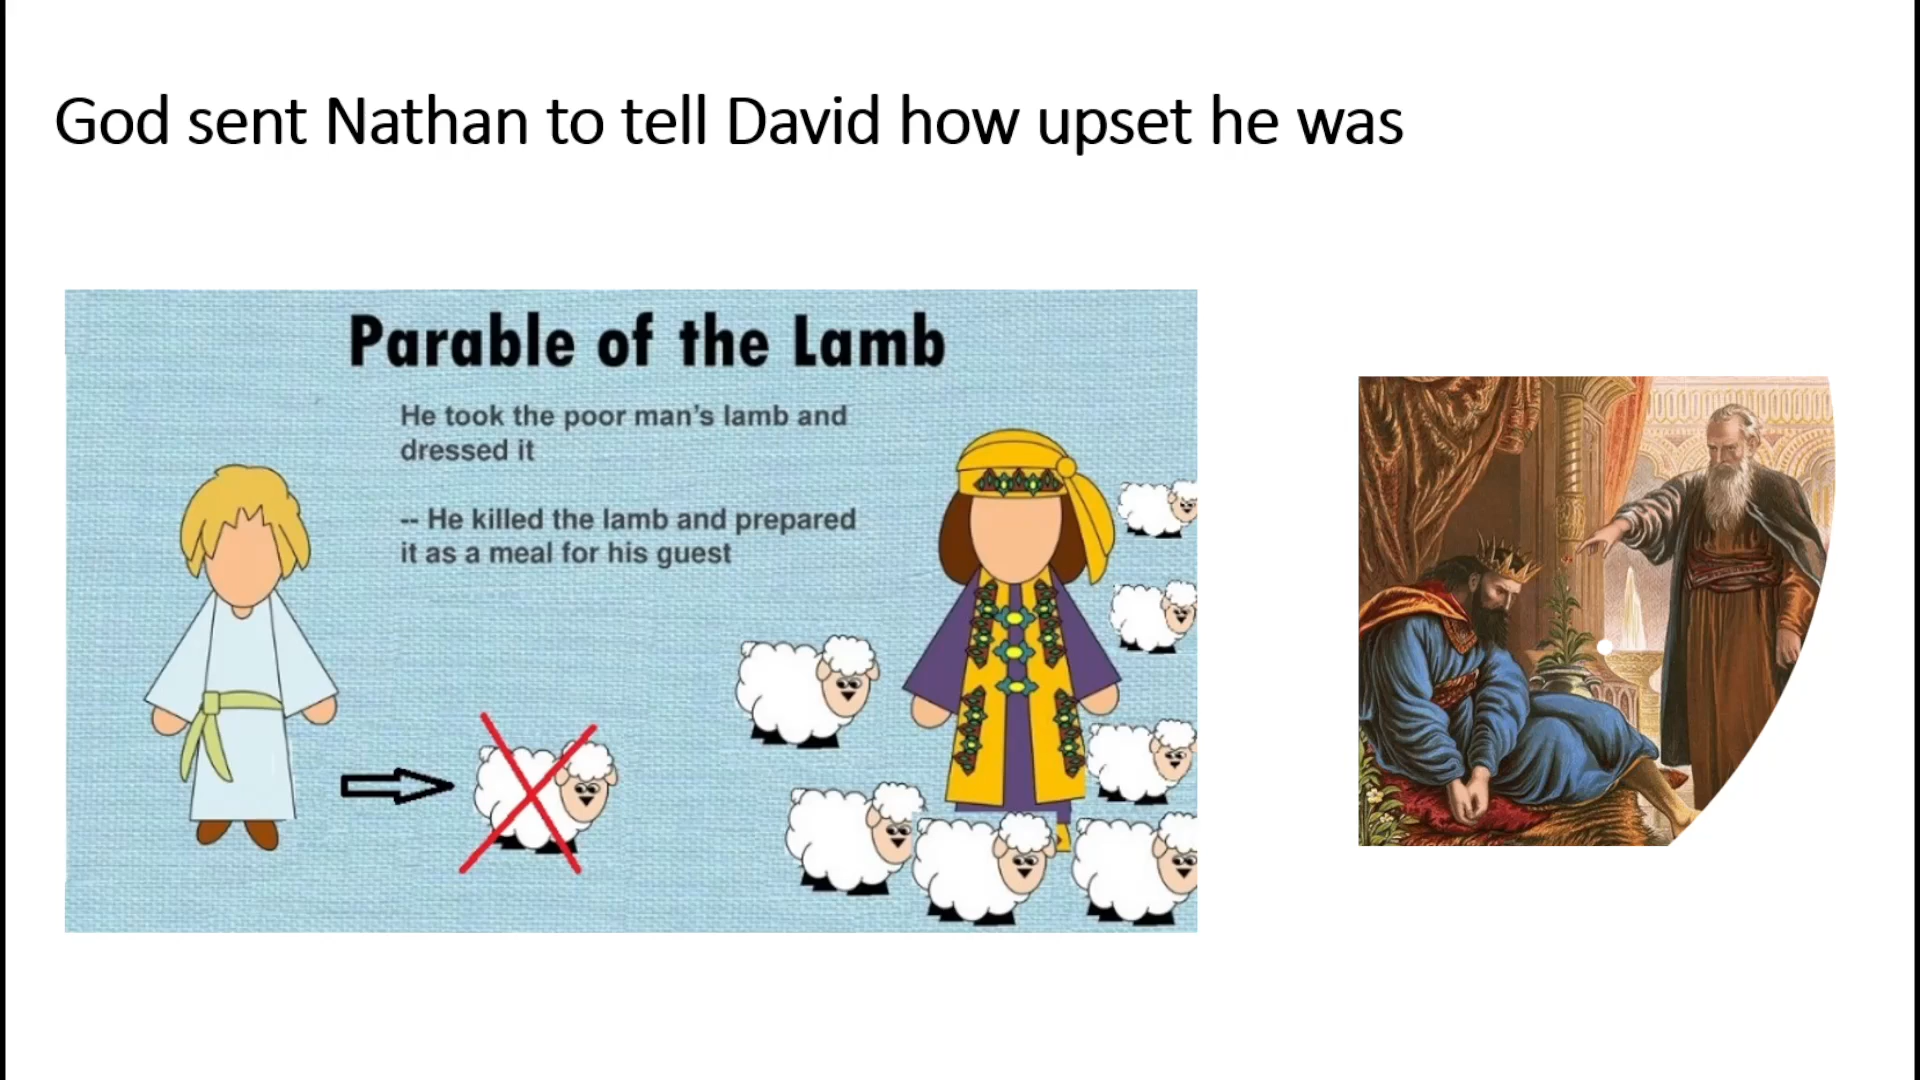 God sent Nathan to tell David how upset he was
Parable of the Lamb
He took the poor man's lamb and
dressed it
-- He killed the lamb and prepared
it as a meal for his guest